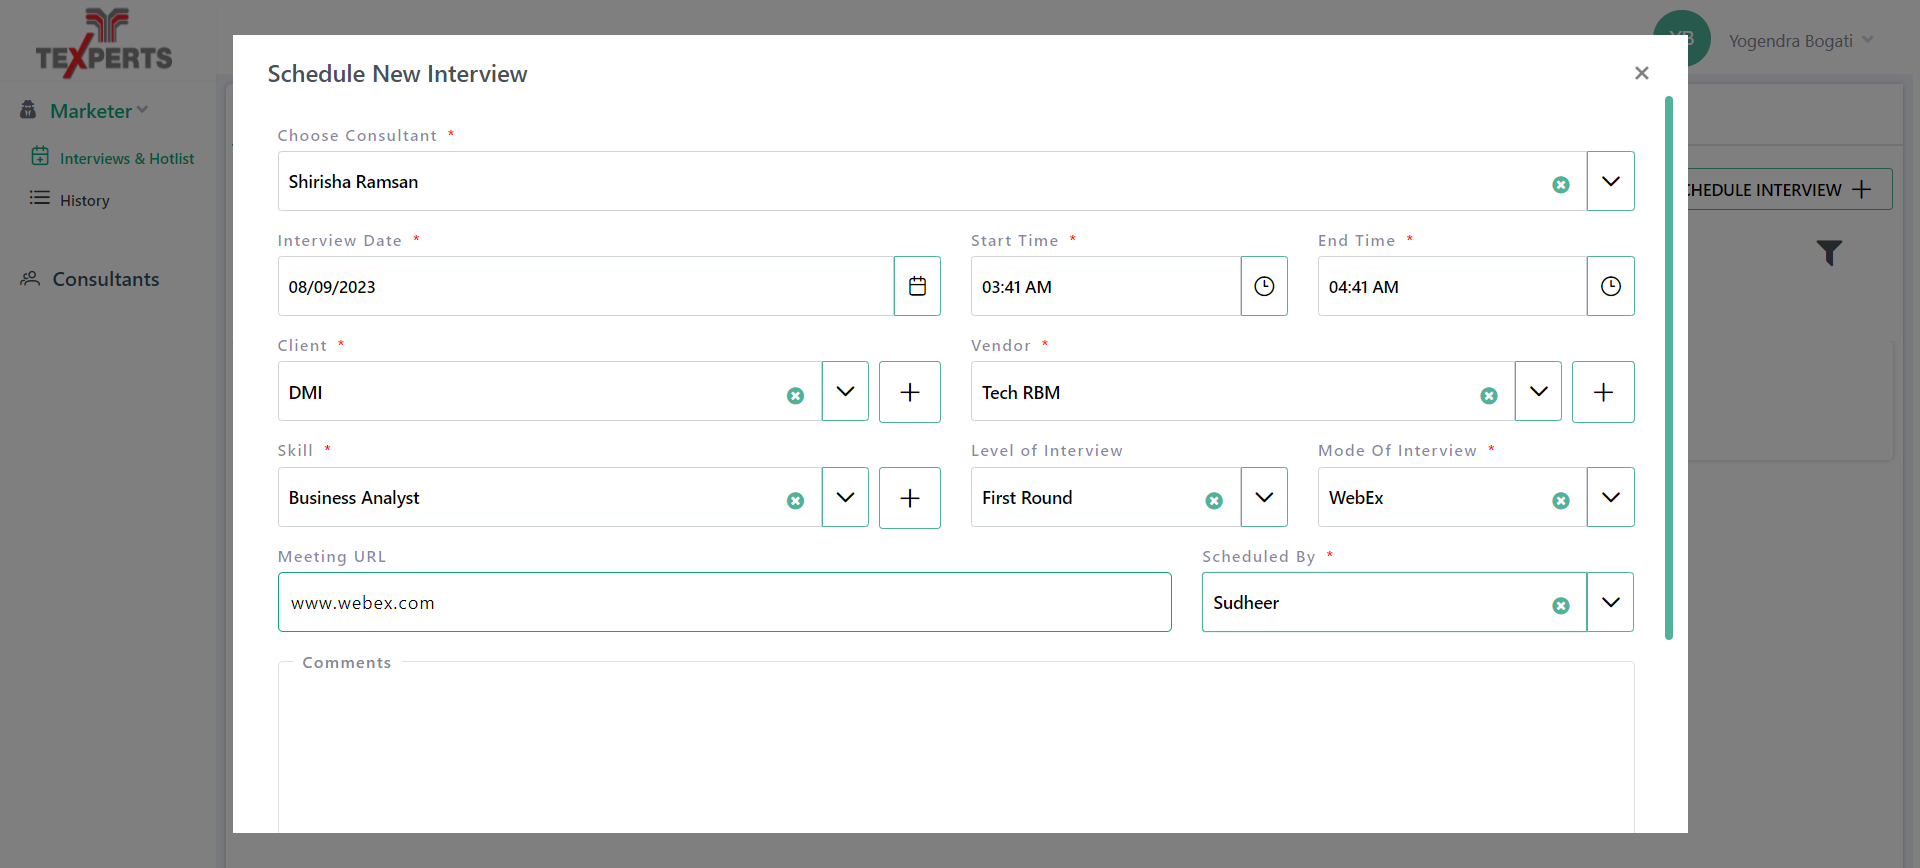 TEXPERTS
YB
Yogendra Bogati
Marketer
Interviews & Hotlist
History
Consultants
CHEDULE INTERVIEW
Schedule New Interview
Choose Consultant *
Shirisha Ramsan
Interview Date * Start Time * End Time *
08/09/2023 03:41 AM 04:41 AM
Client * Vendor *
DMI Tech RBM
Skill * Level of Interview Mode Of Interview *
Business Analyst First Round WebEx
Meeting URL Scheduled By *
www.webex.com Sudheer
Comments